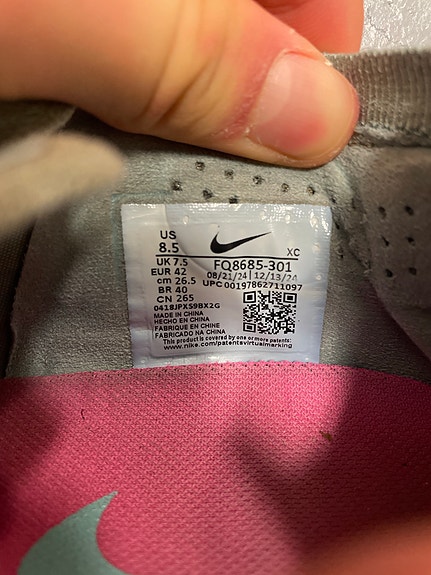 US
8.5
XC
UK 7.5
FQ8685-301
EUR 42
08/21/24 12/13/24
cm 26.5
UPC 00197862711097
BR 40
CN 265
0418JPXS9BX2G
MADE IN CHINA
HECHO EN CHINA
FABRIQUE EN CHINE
FABRICADO NA CHINA
This product is covered by one or more patents:
www.nike.com/patentsvirtualmarking